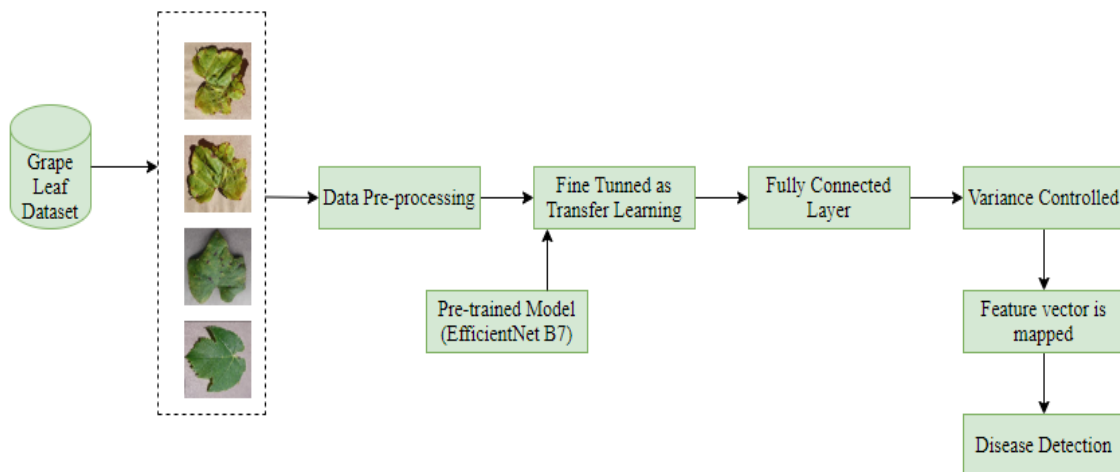 Grape
Leaf
Dataset
Data Pre-processing
Fine Tunned as
Transfer Learning
Fully Connected
Layer
Variance Controlled
Pre-trained Model
(EfficientNet B7)
Feature vector is
mapped
Disease Detection